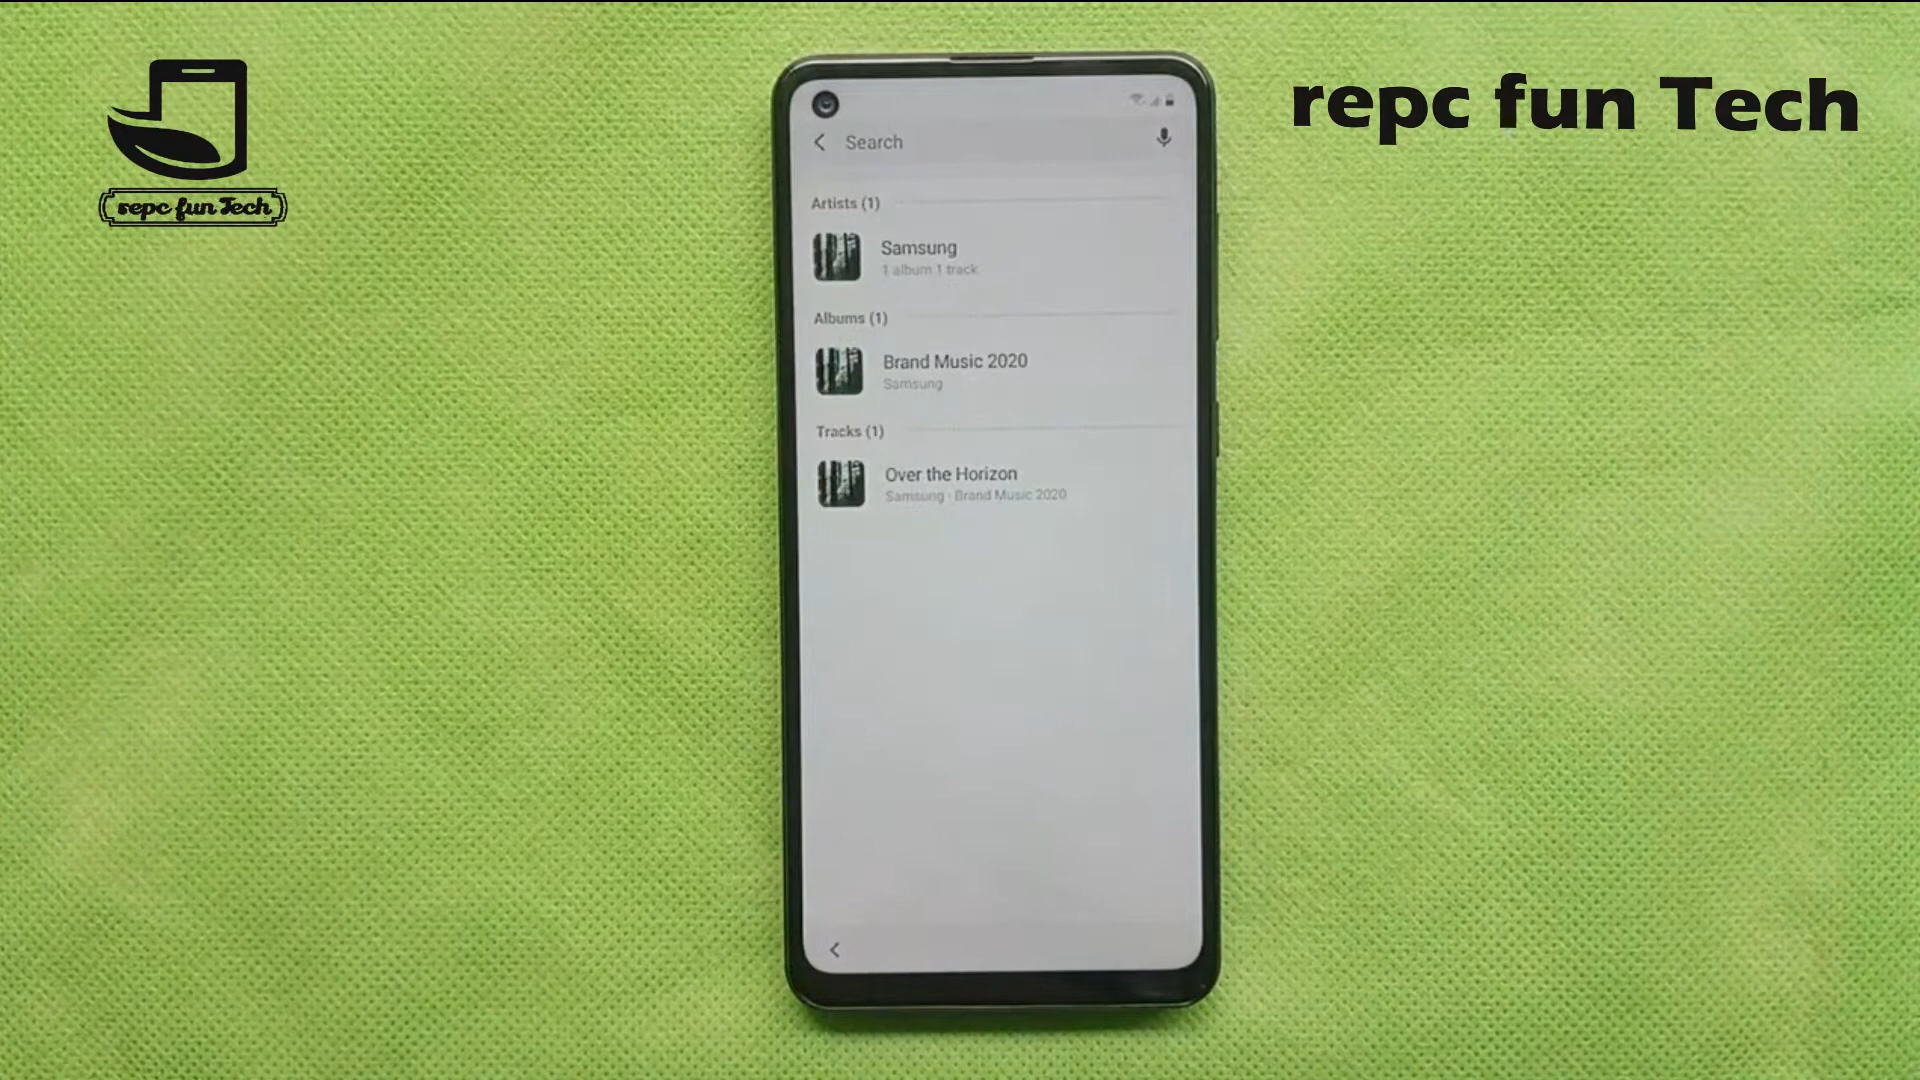 repc fun Tech
repc fun Tech
Search
Artists (1)
Samsung
1 album 1 track
Albums (1)
Brand Music 2020
Samsung
Tracks (1)
Over the Horizon
Samsung - Brand Music 2020